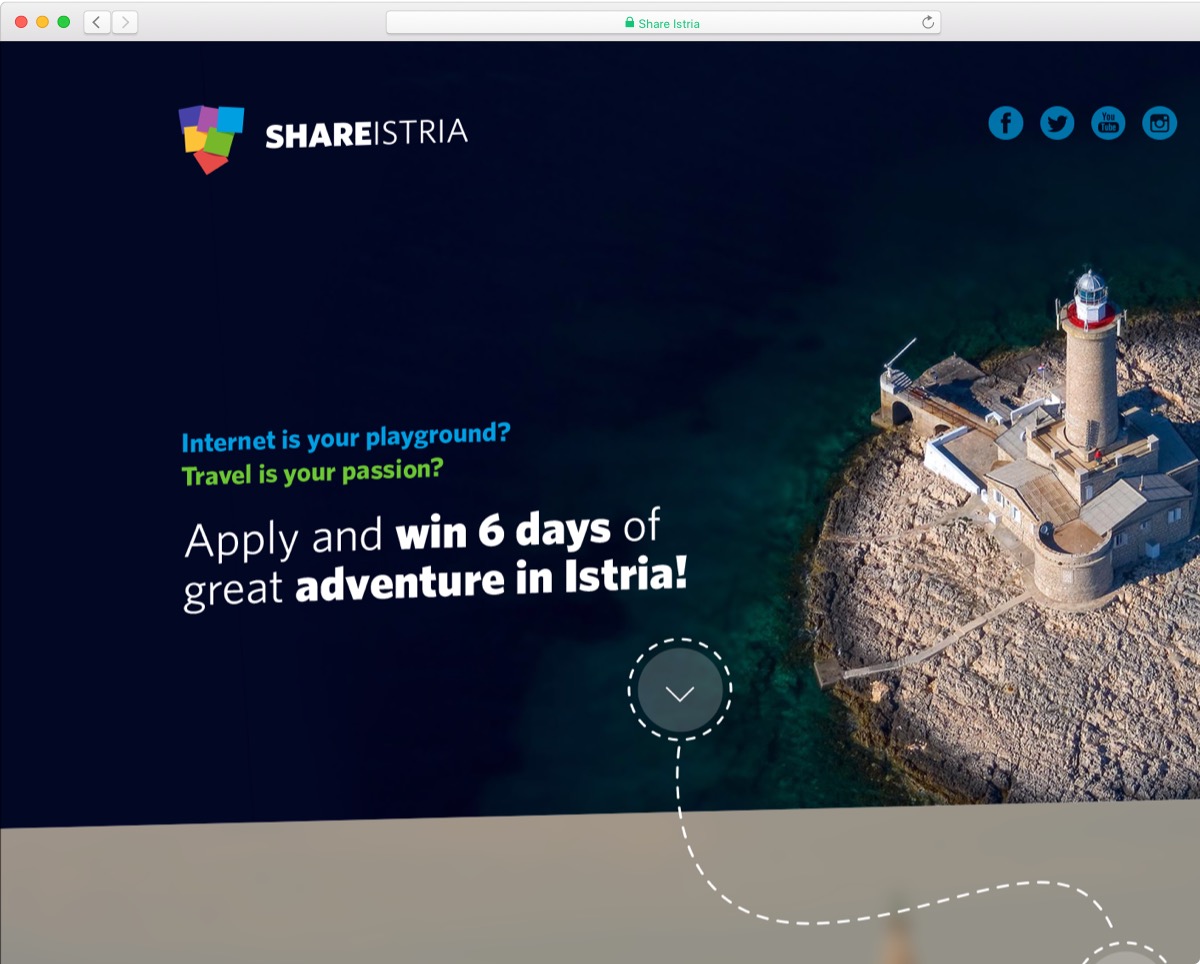 Share Istria
SHAREISTRIA
You
Tube
Internet is your playground?
Travel is your passion?
Apply and win 6 days of
great adventure in Istria!